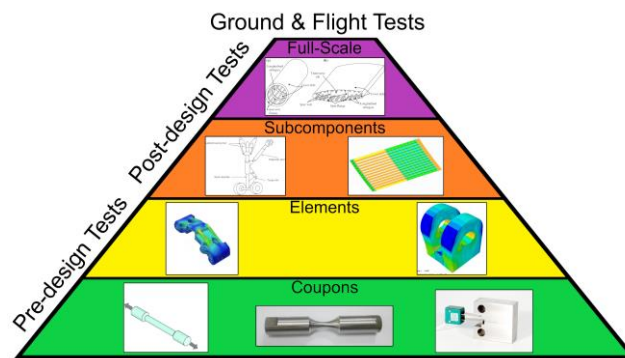 Ground & Flight Tests
Full-Scale
Post-design Tests
Subcomponents
Elements
Pre-design Tests
Coupons